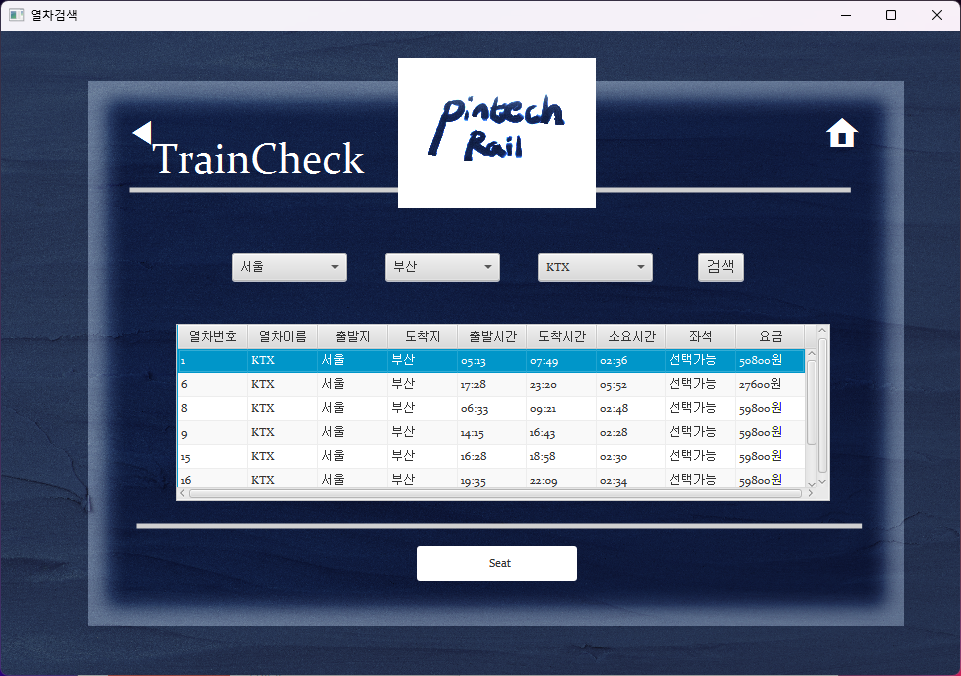 열차검색
Pintech
Rail
TrainCheck
서울 부산 KTX 검색
열차번호 열차이름 출발지 도착지 출발시간 도착시간 소요시간 좌석 요금
1 KTX 서울 부산 05:13 07:49 02:36 선택가능 50800원
6 KTX 서울 부산 17:28 23:20 05:52 선택가능 27600원
8 KTX 서울 부산 06:33 09:21 02:48 선택가능 59800원
9 KTX 서울 부산 14:15 16:43 02:28 선택가능 59800원
15 KTX 서울 부산 16:28 18:58 02:30 선택가능 59800원
16 KTX 서울 부산 19:35 22:09 02:34 선택가능 59800원
Seat